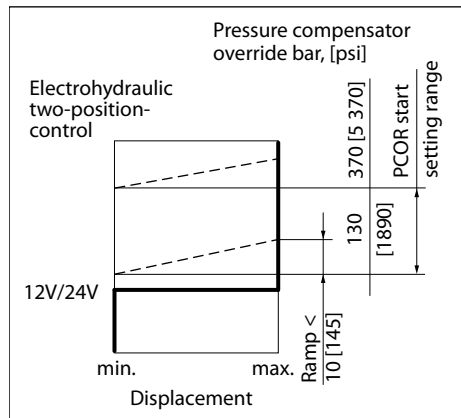 Pressure compensator
override bar, [psi]
Electrohydraulic
two-position-
control
370 [5 370]
130
[1890]
PCOR start
setting range
12V/24V
Ramp <
10 [145]
min.
max.
Displacement